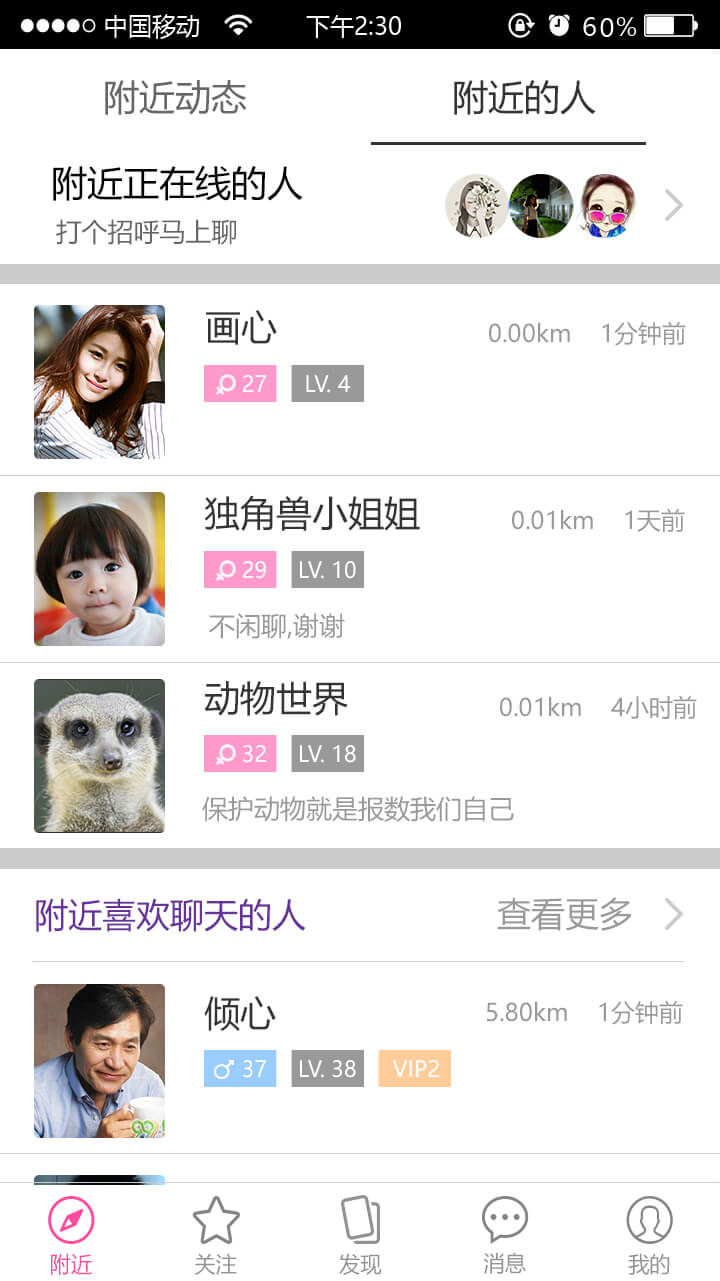 中国移动 下午2:30 60%
附近动态 附近的人
附近正在线的人
打个招呼马上聊
画心 0.00km 1分钟前
27 LV. 4
独角兽小姐姐 0.01km 1天前
29 LV. 10
不闲聊,谢谢
动物世界 0.01km 4小时前
32 LV. 18
保护动物就是报数我们自己
附近喜欢聊天的人 查看更多
倾心 5.80km 1分钟前
37 LV. 38 VIP2
附近 关注 发现 消息 我的